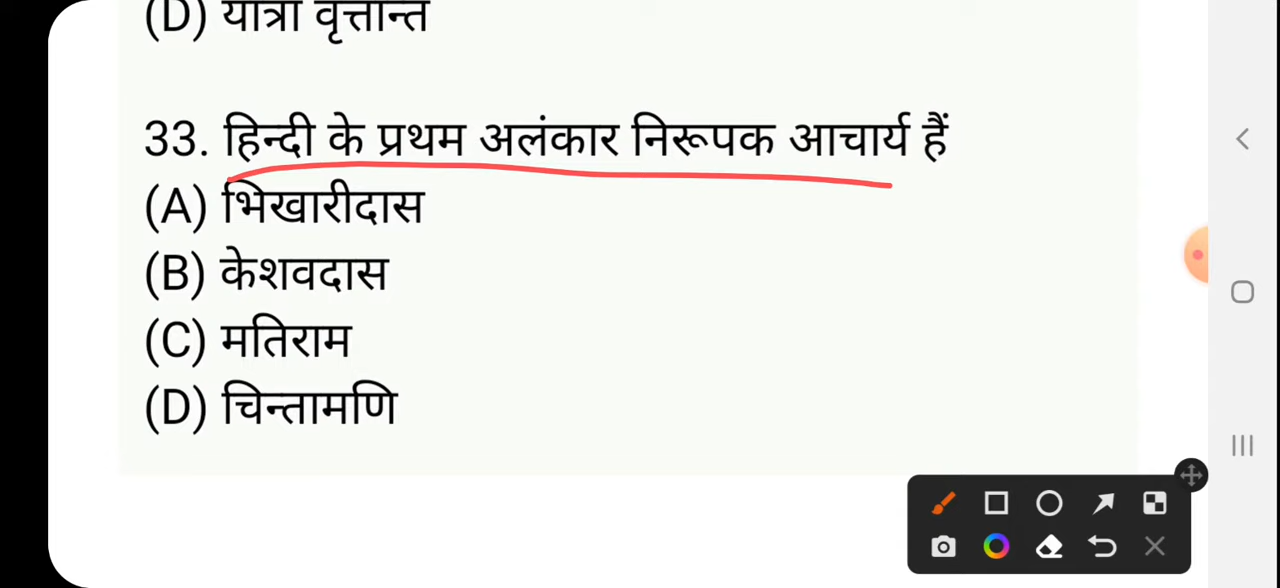 (D) यात्रा वृत्तान्त
33. हिन्दी के प्रथम अलंकार निरूपक आचार्य हैं
(A) भिखारीदास
(B) केशवदास
(C) मतिराम
(D) चिन्तामणि